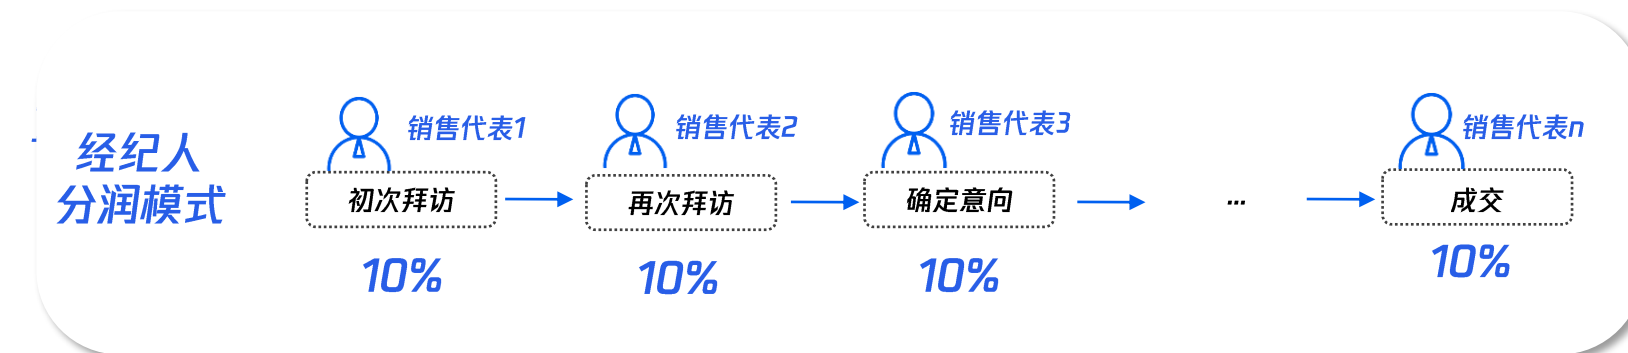 经纪人
分润模式
销售代表1
初次拜访
10%
销售代表2
再次拜访
10%
销售代表3
确定意向
10%
...
销售代表n
成交
10%